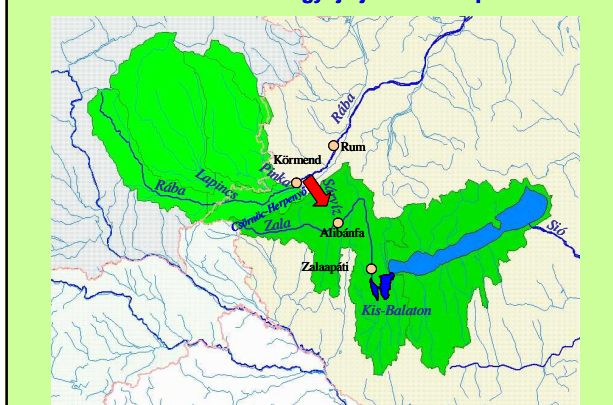 Rába
Rum
Körmend
Pinka
Lapincs
Rába
Csörnöc-Herpenyő
Sárvíz
Zala
Alibánfa
Sió
Zalaapáti
Kis-Balaton